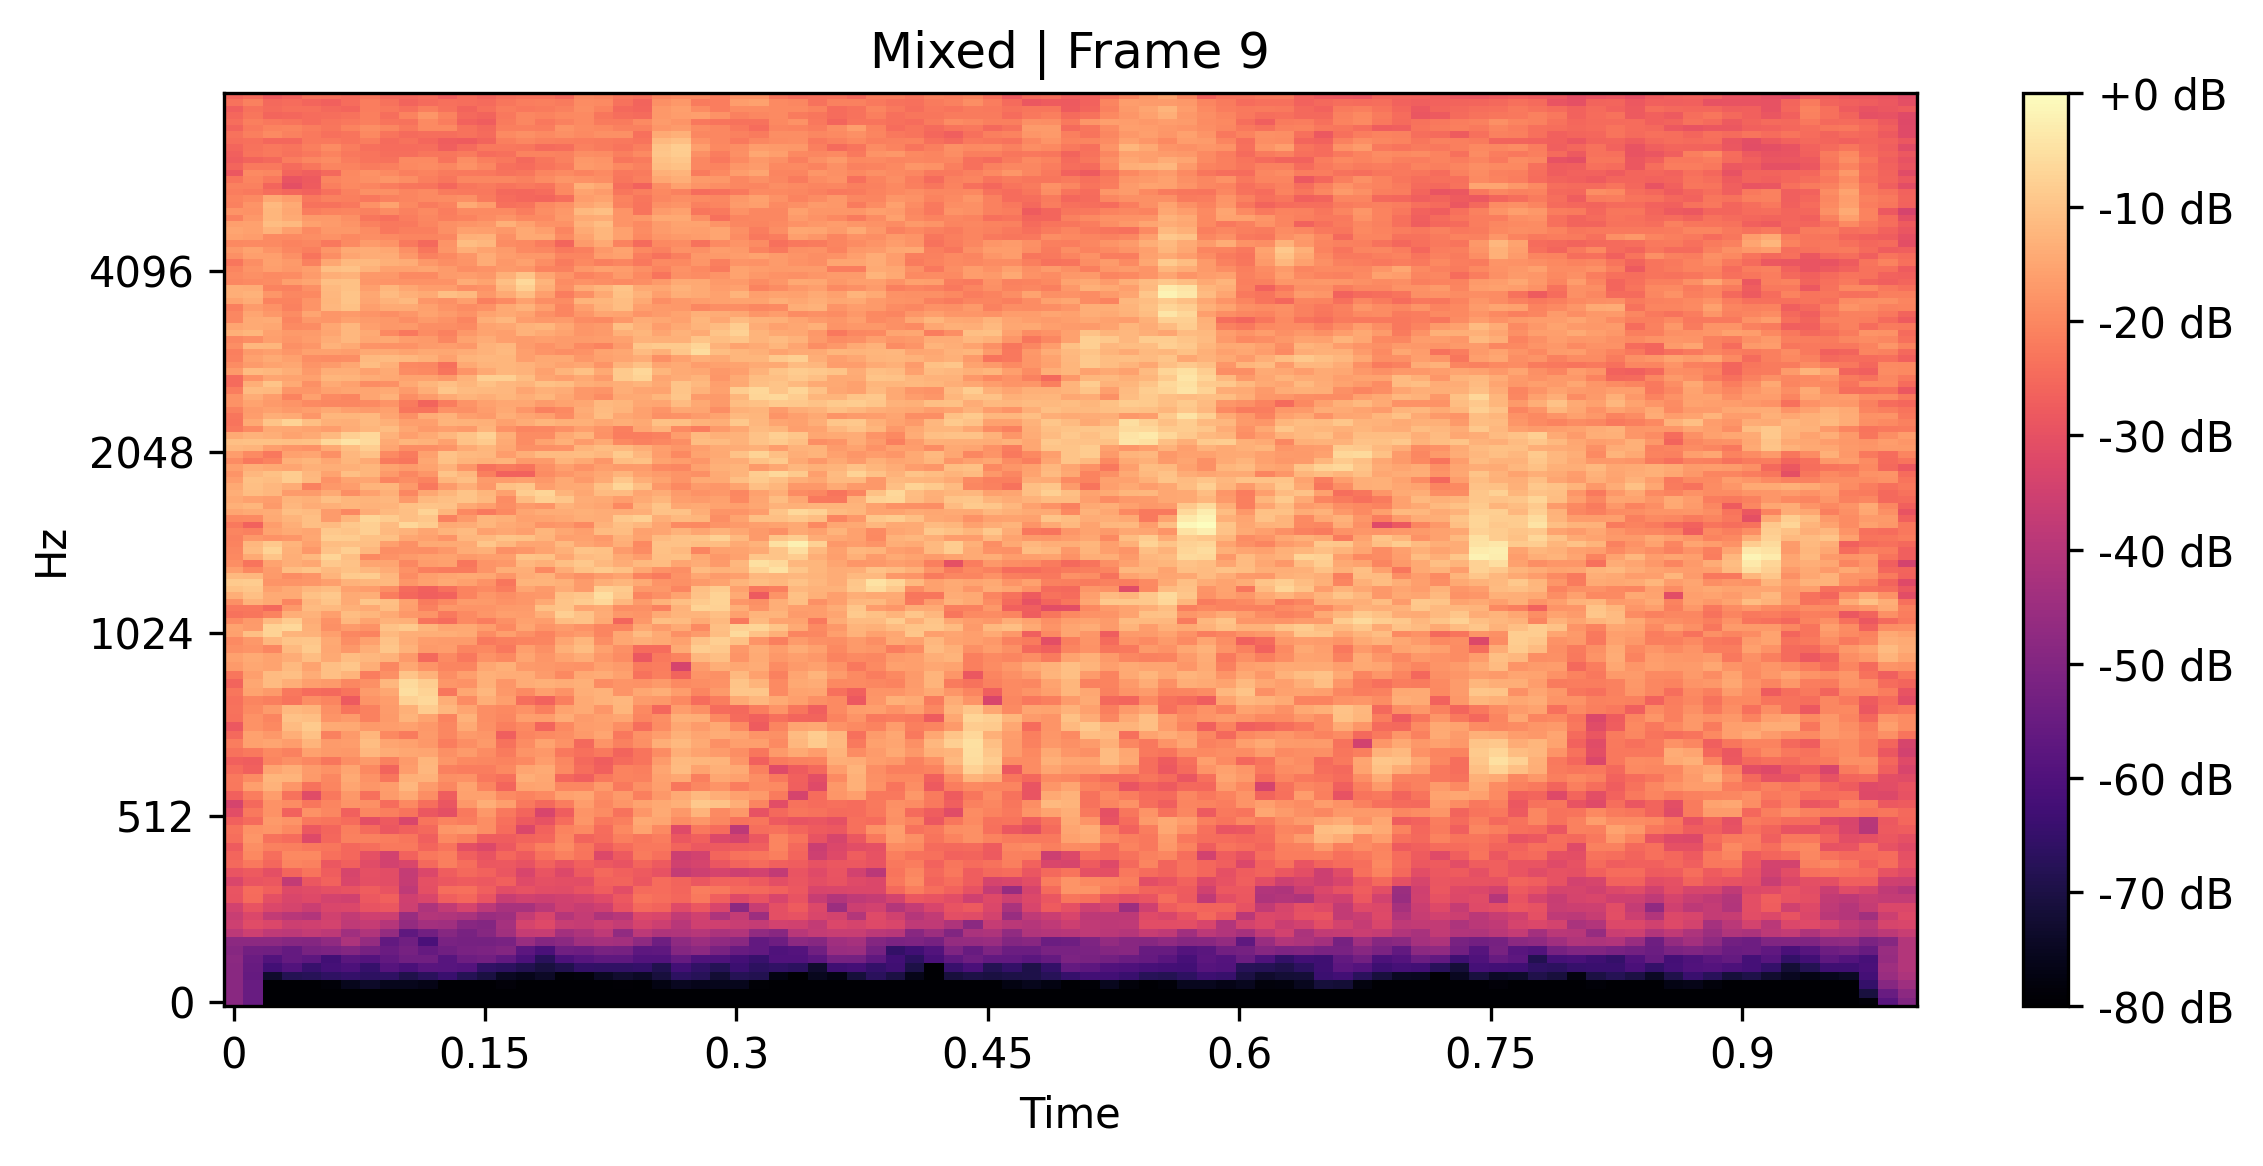 Mixed | Frame 9
Hz
4096
2048
1024
512
0
0 0.15 0.3 0.45 0.6 0.75 0.9
Time
+0 dB
-10 dB
-20 dB
-30 dB
-40 dB
-50 dB
-60 dB
-70 dB
-80 dB